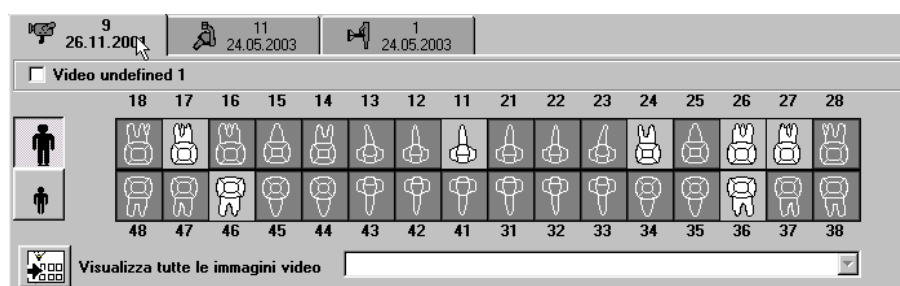 9
26.11.2001
11
24.05.2003
1
24.05.2003
Video undefined 1
18 17 16 15 14 13 12 11 21 22 23 24 25 26 27 28
48 47 46 45 44 43 42 41 31 32 33 34 35 36 37 38
Visualizza tutte le immagini video